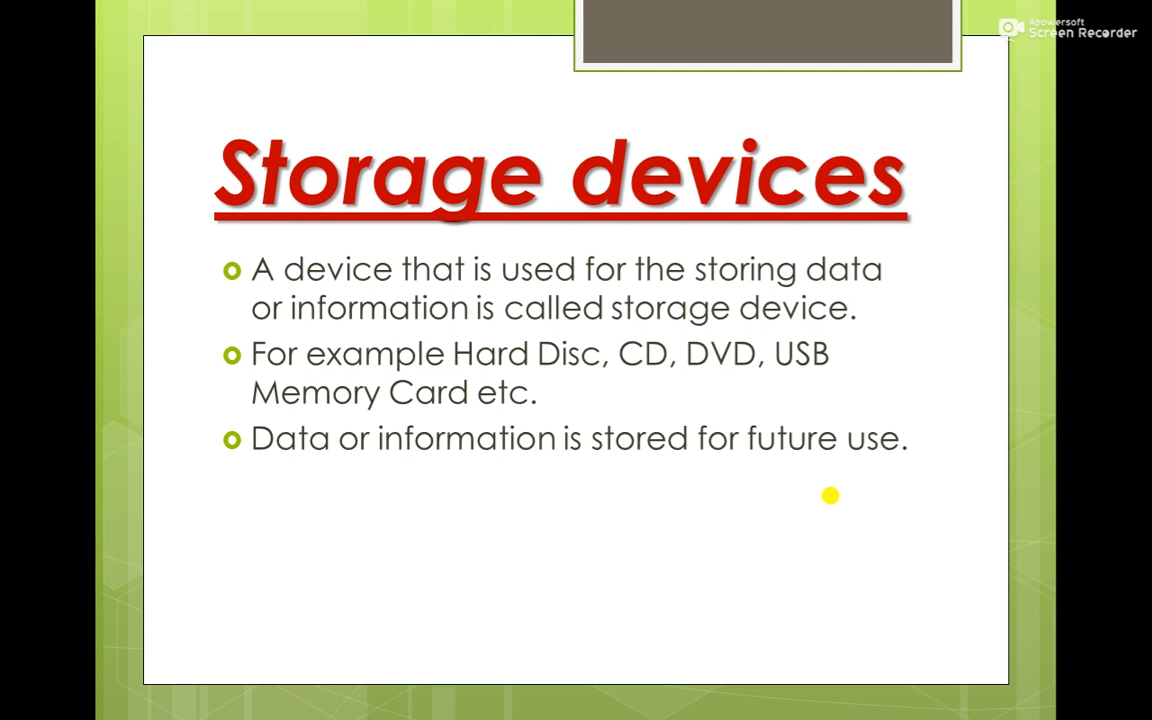 Apowersoft
Screen Recorder
Storage devices
A device that is used for the storing data
or information is called storage device.
For example Hard Disc, CD, DVD, USB
Memory Card etc.
Data or information is stored for future use.